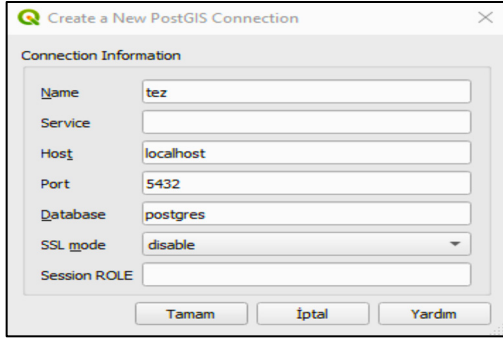 Create a New PostGIS Connection
Connection Information
Name tez
Service
Host localhost
Port 5432
Database postgres
SSL mode disable
Session ROLE
Tamam İptal Yardım